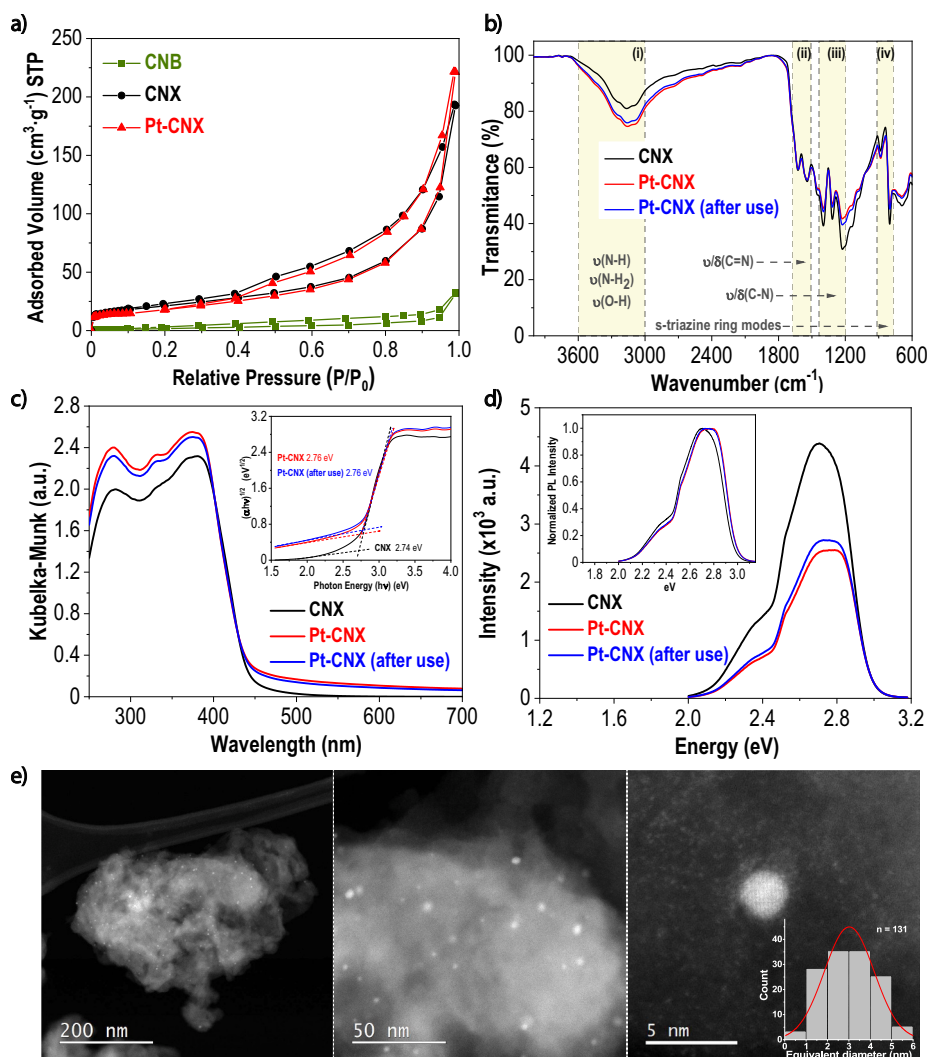 a)
250
200
150
100
50
0
Adsorbed Volume (cm³·g⁻¹) STP
CNB
CNX
Pt-CNX
0.0 0.2 0.4 0.6 0.8 1.0
Relative Pressure (P/P₀)
b)
100
80
60
40
20
0
Transmitance (%)
(i) (ii) (iii) (iv)
CNX
Pt-CNX
Pt-CNX (after use)
υ(N-H)
υ(N-H₂)
υ(O-H)
υ/δ(C=N)
υ/δ(C-N)
s-triazine ring modes
3600 3000 2400 1800 1200 600
Wavenumber (cm⁻¹)
c)
2.8
2.4
2.0
1.6
1.2
0.8
0.4
0
Kubelka-Munk (a.u.)
3.0
2.4
1.8
1.2
0.6
0
(αhν)^1/2 (eV^1/2)
Pt-CNX 2.76 eV
Pt-CNX (after use) 2.76 eV
CNX 2.74 eV
1.5 2.0 2.5 3.0 3.5 4.0
Photon Energy (hν) (eV)
CNX
Pt-CNX
Pt-CNX (after use)
300 400 500 600 700
Wavelength (nm)
d)
5
4
3
2
1
0
Intensity (x10³ a.u.)
1.0
0.8
0.6
0.4
0.2
0
Normalized PL Intensity
1.7 2.0 2.2 2.4 2.6 2.8 3.0
eV
CNX
Pt-CNX
Pt-CNX (after use)
1.2 1.6 2.0 2.4 2.8 3.2
Energy (eV)
e)
200 nm
50 nm
5 nm
n = 131
40
30
20
10
0
Count
0 1 2 3 4 5 6
Equivalent diameter (nm)